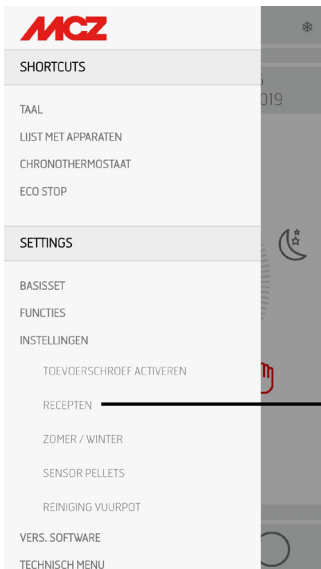 MCZ
SHORTCUTS
019
TAAL
LIJST MET APPARATEN
CHRONOTHERMOSTAAT
ECO STOP
SETTINGS
BASISSET
FUNCTIES
INSTELLINGEN
TOEVOERSCHROEF ACTIVEREN
RECEPTEN
ZOMER / WINTER
SENSOR PELLETS
REINIGING VUURPOT
VERS. SOFTWARE
TECHNISCH MENU